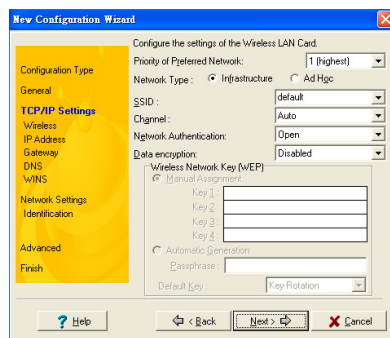 New Configuration Wizard
Configuration Type
General
TCP/IP Settings
Wireless
IP Address
Gateway
DNS
WINS
Network Settings
Identification
Advanced
Finish
Configure the settings of the Wireless LAN Card.
Priority of Preferred Network: 1 (highest)
Network Type : Infrastructure Ad Hoc
SSID : default
Channel : Auto
Network Authentication: Open
Data encryption: Disabled
Wireless Network Key (WEP)
Manual Assignment
Key 1 :
Key 2 :
Key 3 :
Key 4 :
Automatic Generation
Passphrase :
Default Key : Key Rotation
? Help
< Back
Next >
Cancel